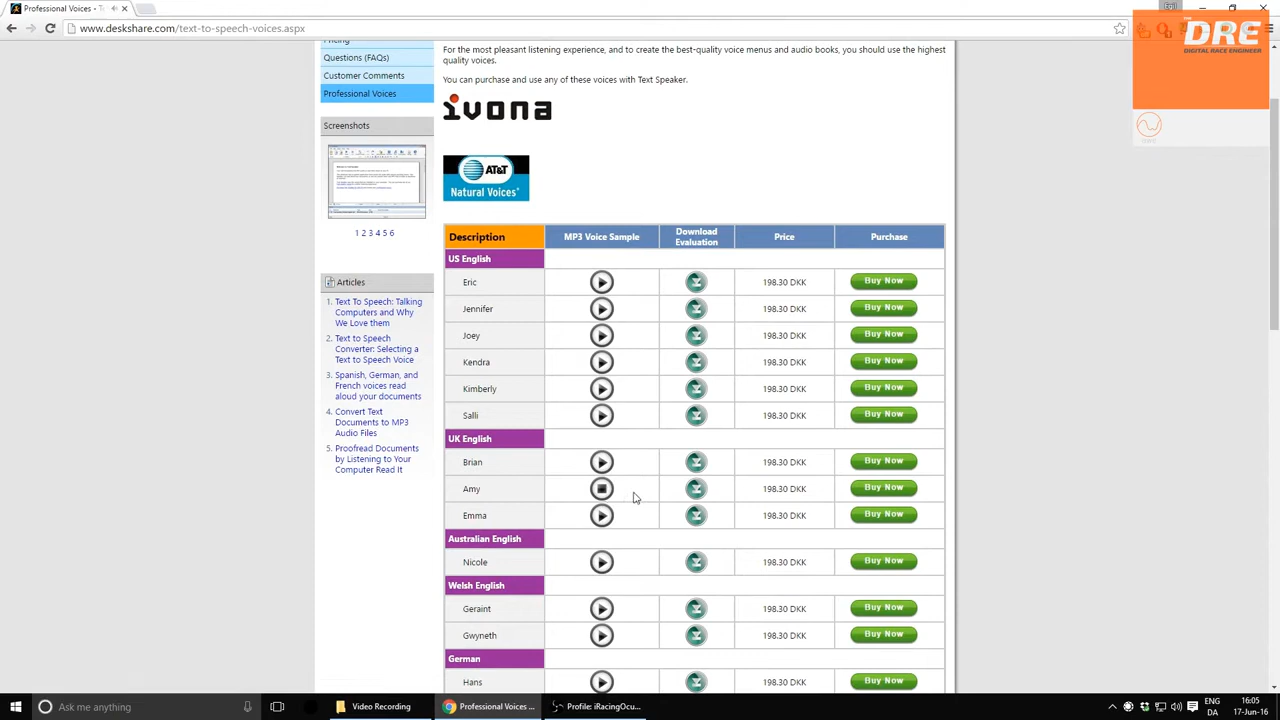 Professional Voices - Te
Egil
www.deskshare.com/text-to-speech-voices.aspx
THE
DRE
DIGITAL RACE ENGINEER
Pricing
Questions (FAQs)
Customer Comments
Professional Voices
For the most pleasant listening experience, and to create the best-quality voice menus and audio books, you should use the highest
quality voices.
You can purchase and use any of these voices with Text Speaker.
ivona
AT&T
Natural Voices
Screenshots
1 2 3 4 5 6
Articles
1. Text To Speech: Talking
Computers and Why
We Love them
2. Text to Speech
Converter: Selecting a
Text to Speech Voice
3. Spanish, German, and
French voices read
aloud your documents
4. Convert Text
Documents to MP3
Audio Files
5. Proofread Documents
by Listening to Your
Computer Read It
Description MP3 Voice Sample Download Evaluation Price Purchase
US English
Eric 198.30 DKK Buy Now
Jennifer 198.30 DKK Buy Now
Joey 198.30 DKK Buy Now
Kendra 198.30 DKK Buy Now
Kimberly 198.30 DKK Buy Now
Salli 198.30 DKK Buy Now
UK English
Brian 198.30 DKK Buy Now
Amy 198.30 DKK Buy Now
Emma 198.30 DKK Buy Now
Australian English
Nicole 198.30 DKK Buy Now
Welsh English
Geraint 198.30 DKK Buy Now
Gwyneth 198.30 DKK Buy Now
German
Hans 198.30 DKK Buy Now
Ask me anything
Video Recording
Professional Voices ...
Profile: iRacingOcu...
ENG
DA
16:05
17-Jun-16